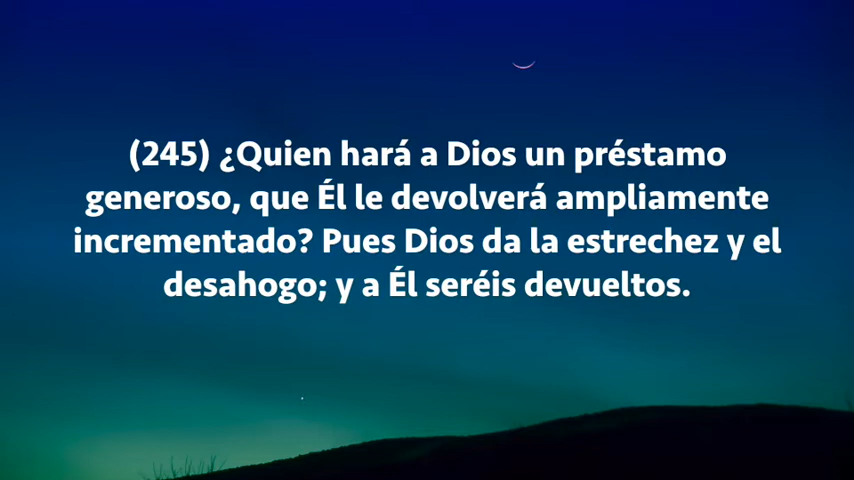 (245) ¿Quien hará a Dios un préstamo
generoso, que Él le devolverá ampliamente
incrementado? Pues Dios da la estrechez y el
desahogo; y a Él seréis devueltos.